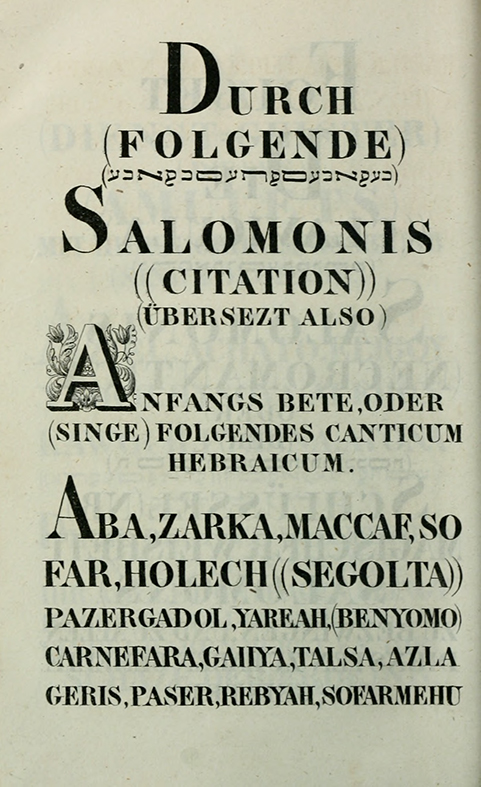 DURCH
(FOLGENDE)
SALOMONIS
((CITATION))
(ÜBERSEZT ALSO)
ANFANGS BETE, ODER
(SINGE) FOLGENDES CANTICUM
HEBRAICUM.
ABA, ZARKA, MACCAF, SO
FAR, HOLECH ((SEGOLTA))
PAZERGADOL, YAREAH, (BENYOMO)
CARNEFARA, GAHYA, TALSA, AZLA
GERIS, PASER, REBYAH, SOFARMEHU